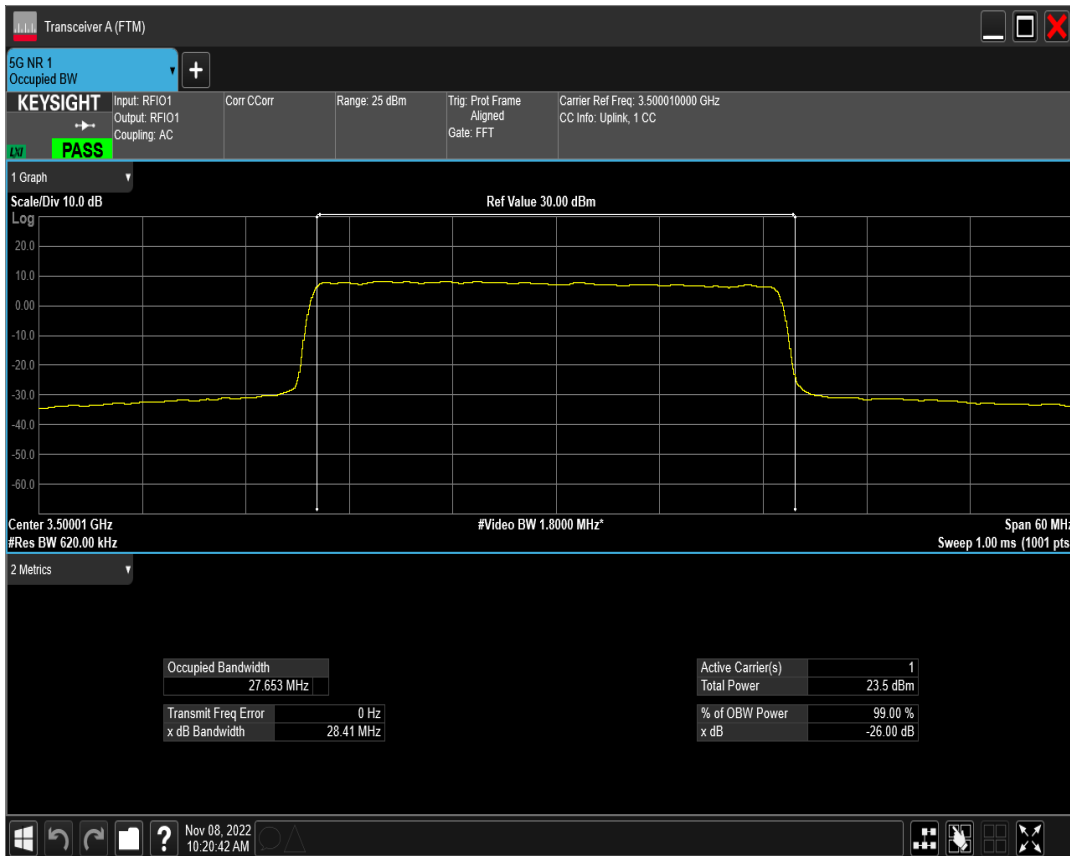 Transceiver A (FTM)
5G NR 1
Occupied BW
+
KEYSIGHT
LXI
PASS
Input: RFIO1
Output: RFIO1
Coupling: AC
Corr CCorr
Range: 25 dBm
Trig: Prot Frame
Aligned
Gate: FFT
Carrier Ref Freq: 3.500010000 GHz
CC Info: Uplink, 1 CC
1 Graph
Scale/Div 10.0 dB
Ref Value 30.00 dBm
Log
20.0
10.0
0.00
-10.0
-20.0
-30.0
-40.0
-50.0
-60.0
Center 3.50001 GHz
#Video BW 1.8000 MHz*
Span 60 MHz
#Res BW 620.00 kHz
Sweep 1.00 ms (1001 pts
2 Metrics
Occupied Bandwidth
27.653 MHz
Transmit Freq Error 0 Hz
x dB Bandwidth 28.41 MHz
Active Carrier(s) 1
Total Power 23.5 dBm
% of OBW Power 99.00 %
x dB -26.00 dB
?
Nov 08, 2022
10:20:42 AM